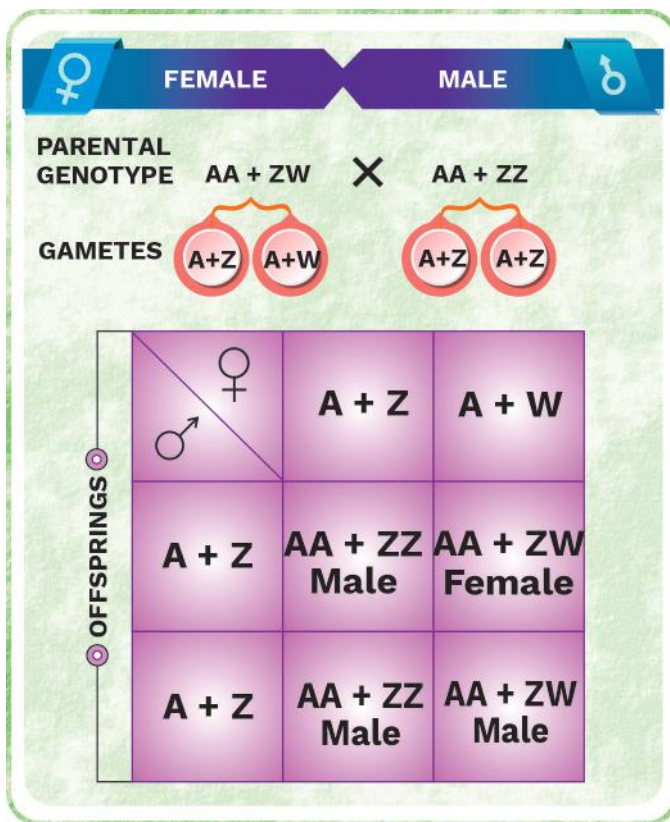 FEMALE MALE
PARENTAL
GENOTYPE AA + ZW × AA + ZZ
GAMETES A+Z A+W A+Z A+Z
♀ A + Z A + W
♂
OFFSPRINGS
A + Z AA + ZZ AA + ZW
Male Female
A + Z AA + ZZ AA + ZW
Male Male